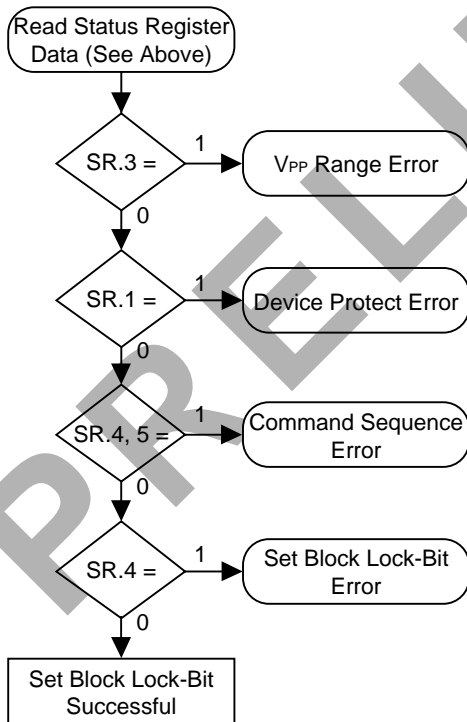 Read Status Register
Data (See Above)
SR.3 =
1
VPP Range Error
0
SR.1 =
1
Device Protect Error
0
SR.4, 5 =
1
Command Sequence
Error
0
SR.4 =
1
Set Block Lock-Bit
Error
0
Set Block Lock-Bit
Successful
PRELI